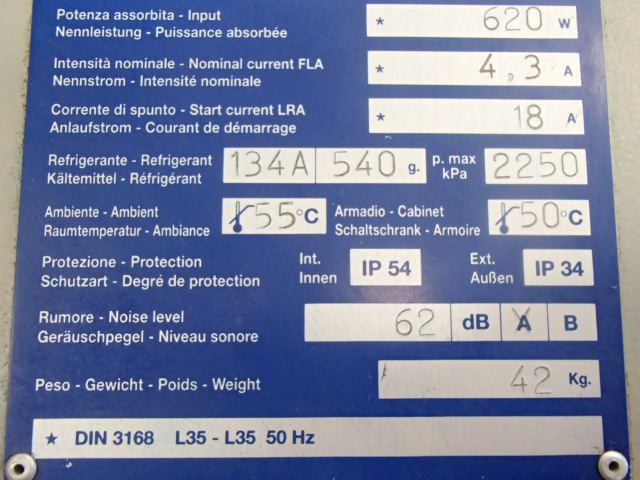 Potenza assorbita - Input
Nennleistung - Puissance absorbée
★ 620 W
Intensità nominale - Nominal current FLA
Nennstrom - Intensité nominale
★ 4,3 A
Corrente di spunto - Start current LRA
Anlaufstrom - Courant de démarrage
★ 18 A
Refrigerante - Refrigerant
Kältemittel - Réfrigérant
134A 540 g. p. max kPa 2250
Ambiente - Ambient
Raumtemperatur - Ambiance
55°C
Armadio - Cabinet
Schaltschrank - Armoire
50°C
Protezione - Protection
Schutzart - Degré de protection
Int.
Innen
IP 54
Ext.
Außen
IP 34
Rumore - Noise level
Geräuschpegel - Niveau sonore
62 dB A B
Peso - Gewicht - Poids - Weight
42 Kg.
★ DIN 3168 L35 - L35 50 Hz